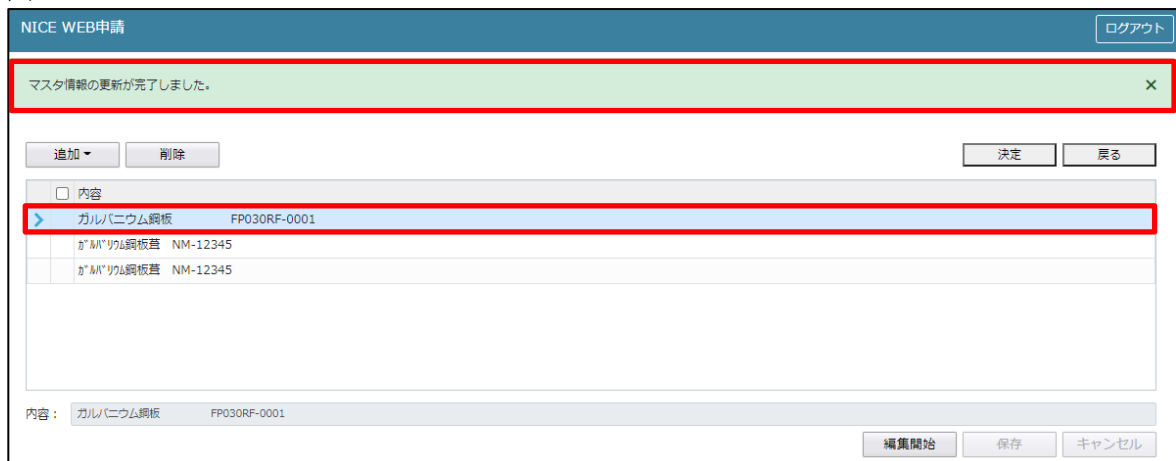 NICE WEB申請 ログアウト
マスタ情報の更新が完了しました。 ×
追加▼ 削除 決定 戻る
内容
ガルバニウム鋼板 FP030RF-0001
ｶﾞﾙﾊﾞﾘｳﾑ鋼板葺 NM-12345
ｶﾞﾙﾊﾞﾘｳﾑ鋼板葺 NM-12345
内容： ガルバニウム鋼板 FP030RF-0001
編集開始 保存 キャンセル